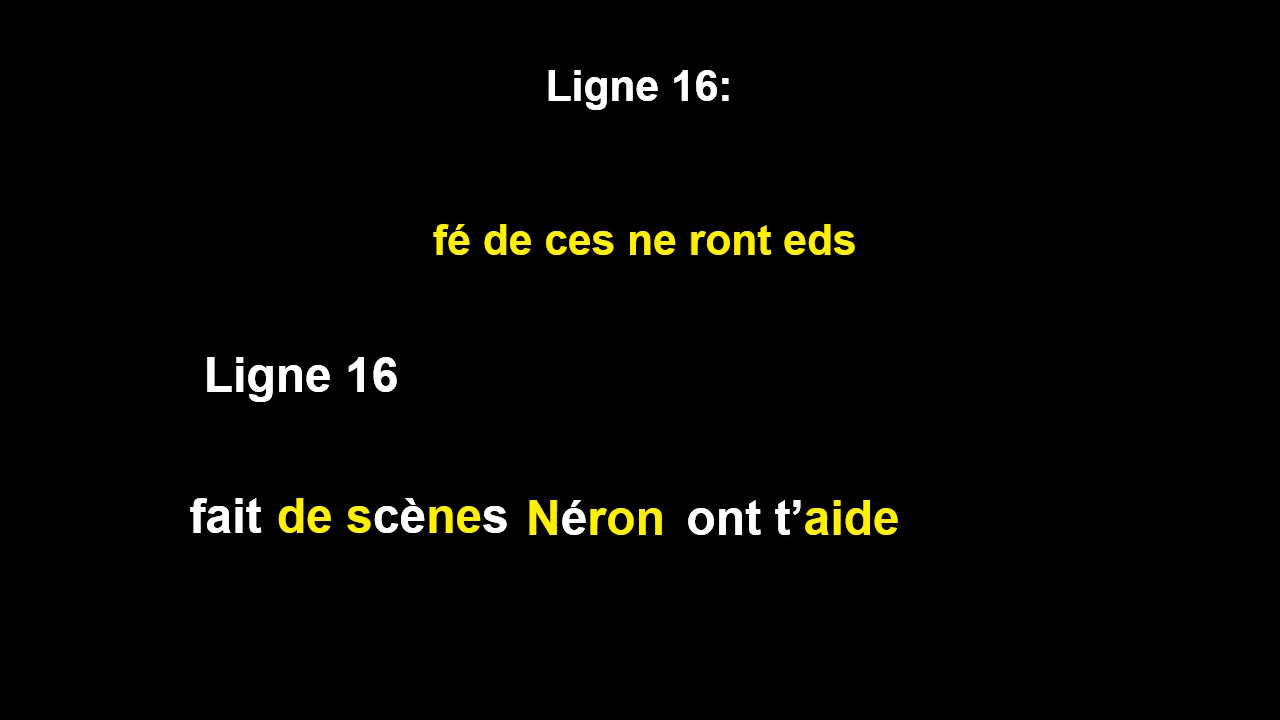 Ligne 16:
fé de ces ne ront eds
Ligne 16
fait de scènes Néron ont t’aide